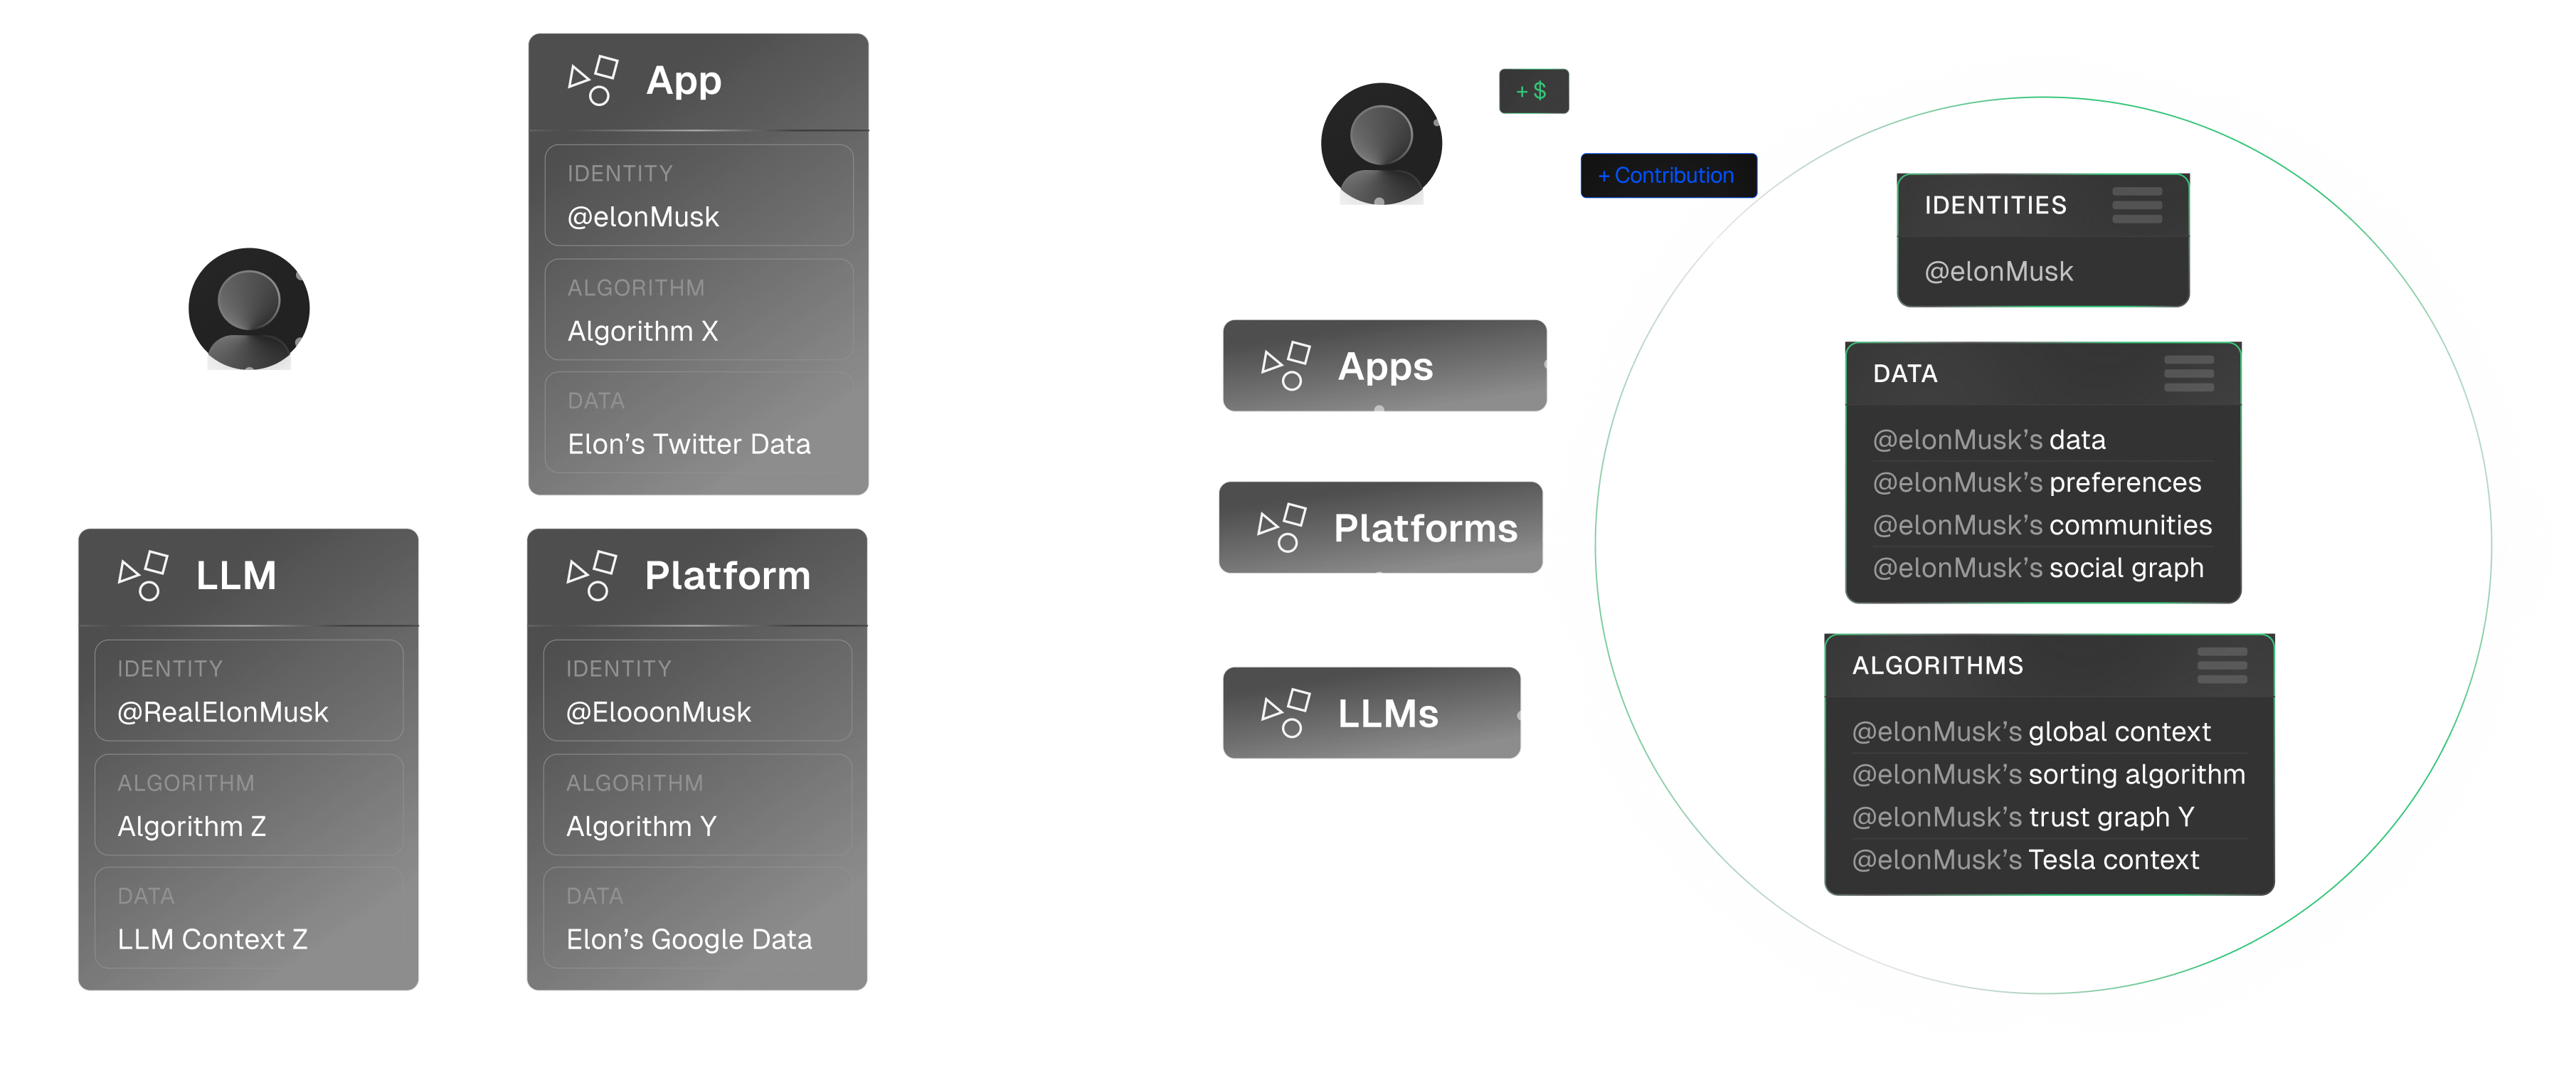 App
IDENTITY
@elonMusk
ALGORITHM
Algorithm X
DATA
Elon’s Twitter Data
LLM
IDENTITY
@RealElonMusk
ALGORITHM
Algorithm Z
DATA
LLM Context Z
Platform
IDENTITY
@ElooonMusk
ALGORITHM
Algorithm Y
DATA
Elon’s Google Data
+ $
+ Contribution
Apps
Platforms
LLMs
IDENTITIES
@elonMusk
DATA
@elonMusk’s data
@elonMusk’s preferences
@elonMusk’s communities
@elonMusk’s social graph
ALGORITHMS
@elonMusk’s global context
@elonMusk’s sorting algorithm
@elonMusk’s trust graph Y
@elonMusk’s Tesla context